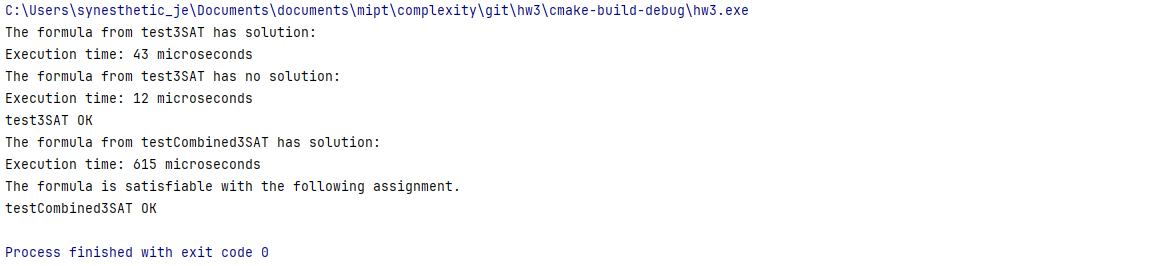 C:\Users\synesthetic_je\Documents\documents\mipt\complexity\git\hw3\cmake-build-debug\hw3.exe
The formula from test3SAT has solution:
Execution time: 43 microseconds
The formula from test3SAT has no solution:
Execution time: 12 microseconds
test3SAT OK
The formula from testCombined3SAT has solution:
Execution time: 615 microseconds
The formula is satisfiable with the following assignment.
testCombined3SAT OK
Process finished with exit code 0